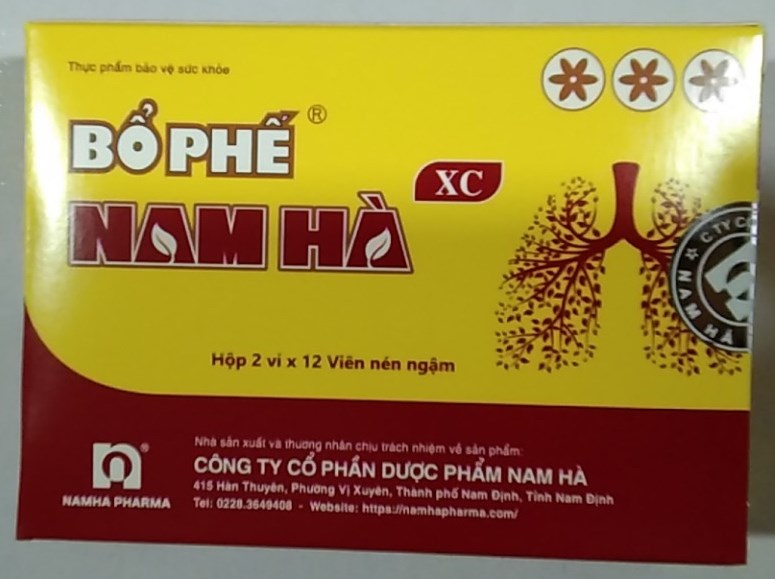 Thực phẩm bảo vệ sức khỏe
BỔ PHẾ ®
NAM HÀ
XC
C TY C
NAM HÀ
Hộp 2 vỉ x 12 Viên nén ngậm
Nhà sản xuất và thương nhân chịu trách nhiệm về sản phẩm:
CÔNG TY CỔ PHẦN DƯỢC PHẨM NAM HÀ
415 Hàn Thuyên, Phường Vị Xuyên, Thành phố Nam Định, Tỉnh Nam Định
Tel: 0228.3649408 - Website: https://namhapharma.com/
n ®
NAMHA PHARMA